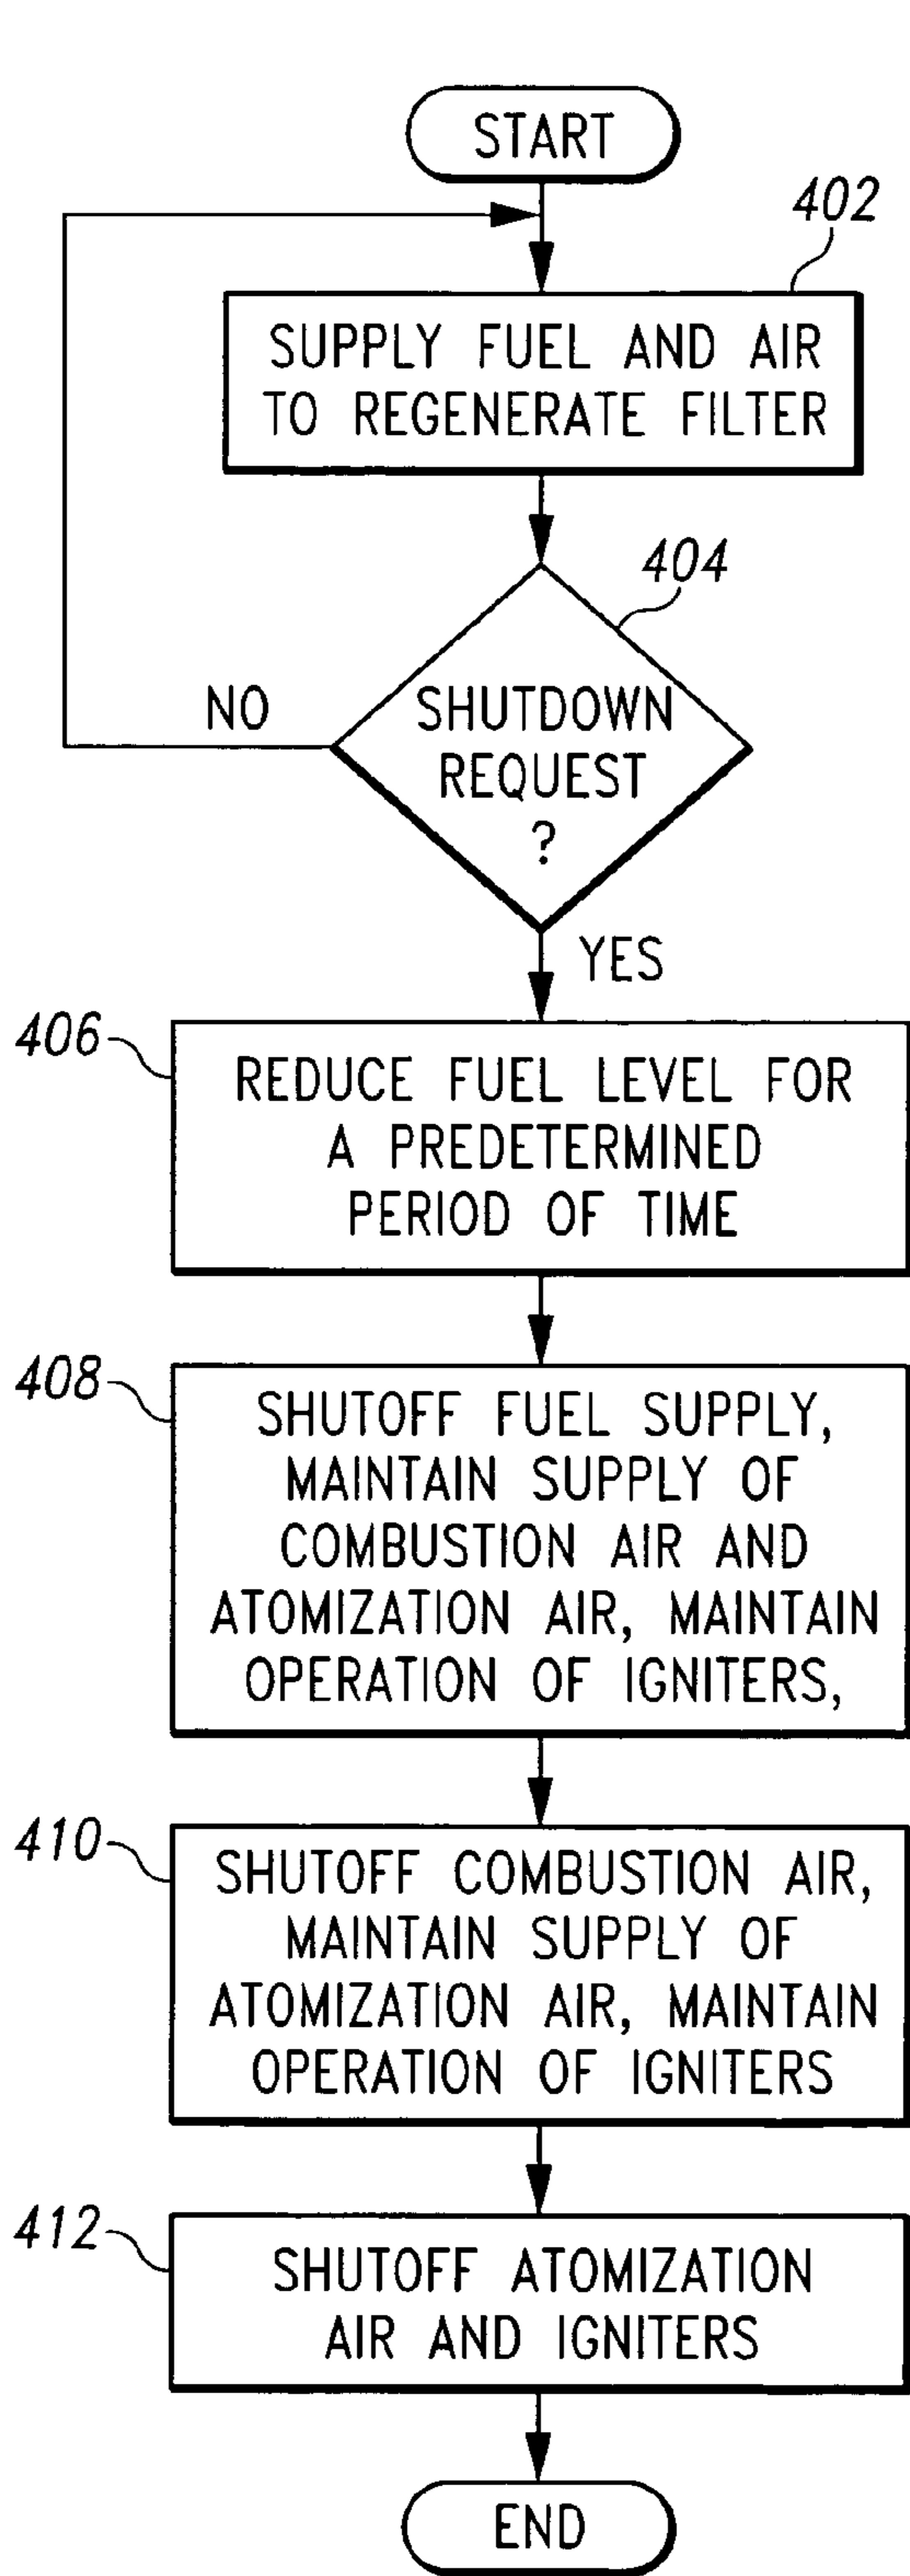 START
402
SUPPLY FUEL AND AIR
TO REGENERATE FILTER
404
NO
SHUTDOWN
REQUEST
?
YES
406
REDUCE FUEL LEVEL FOR
A PREDETERMINED
PERIOD OF TIME
408
SHUTOFF FUEL SUPPLY,
MAINTAIN SUPPLY OF
COMBUSTION AIR AND
ATOMIZATION AIR, MAINTAIN
OPERATION OF IGNITERS,
410
SHUTOFF COMBUSTION AIR,
MAINTAIN SUPPLY OF
ATOMIZATION AIR, MAINTAIN
OPERATION OF IGNITERS
412
SHUTOFF ATOMIZATION
AIR AND IGNITERS
END